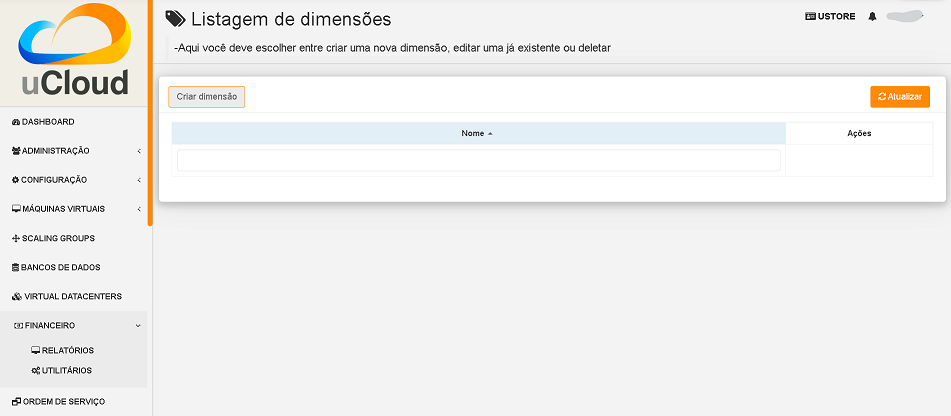 Listagem de dimensões
USTORE
-Aqui você deve escolher entre criar uma nova dimensão, editar uma já existente ou deletar
uCloud
Criar dimensão
Atualizar
Nome
Ações
DASHBOARD
ADMINISTRAÇÃO
CONFIGURAÇÃO
MÁQUINAS VIRTUAIS
SCALING GROUPS
BANCOS DE DADOS
VIRTUAL DATACENTERS
FINANCEIRO
RELATÓRIOS
UTILITÁRIOS
ORDEM DE SERVIÇO